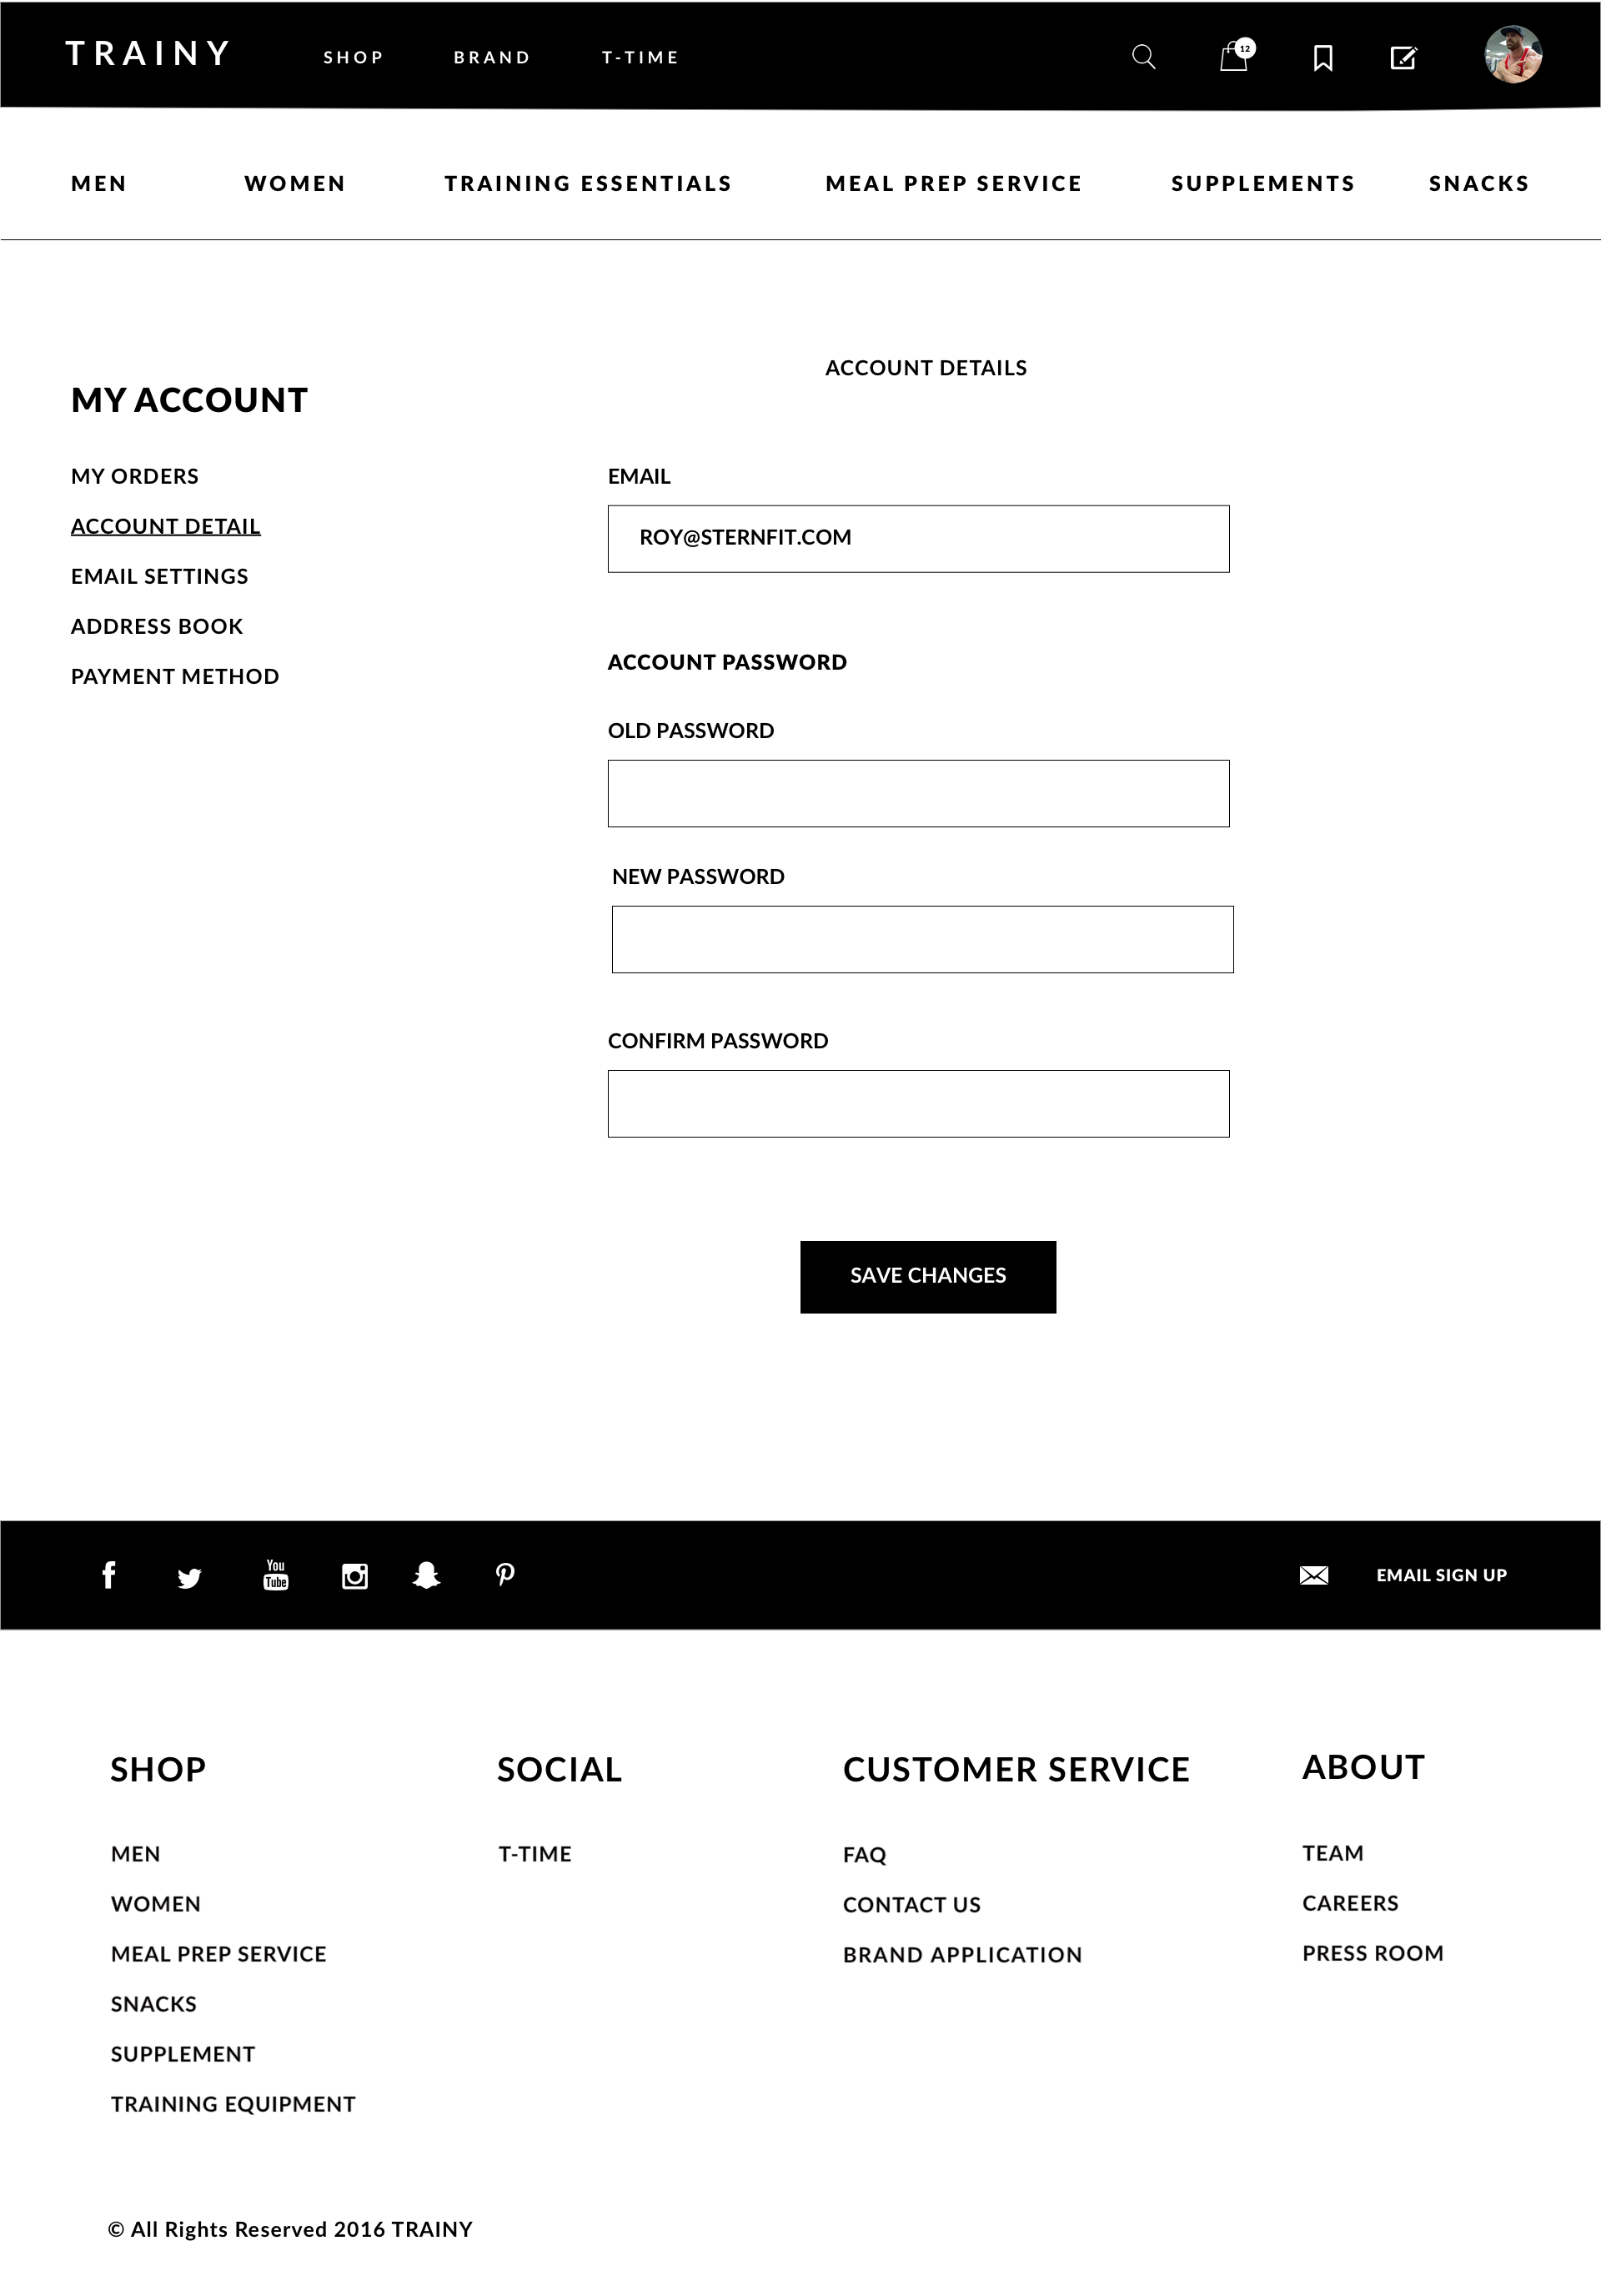 TRAINY SHOP BRAND T-TIME 12
MEN WOMEN TRAINING ESSENTIALS MEAL PREP SERVICE SUPPLEMENTS SNACKS
MY ACCOUNT
MY ORDERS
ACCOUNT DETAIL
EMAIL SETTINGS
ADDRESS BOOK
PAYMENT METHOD
ACCOUNT DETAILS
EMAIL
ROY@STERNFIT.COM
ACCOUNT PASSWORD
OLD PASSWORD
NEW PASSWORD
CONFIRM PASSWORD
SAVE CHANGES
You
Tube
EMAIL SIGN UP
SHOP
MEN
WOMEN
MEAL PREP SERVICE
SNACKS
SUPPLEMENT
TRAINING EQUIPMENT
SOCIAL
T-TIME
CUSTOMER SERVICE
FAQ
CONTACT US
BRAND APPLICATION
ABOUT
TEAM
CAREERS
PRESS ROOM
© All Rights Reserved 2016 TRAINY